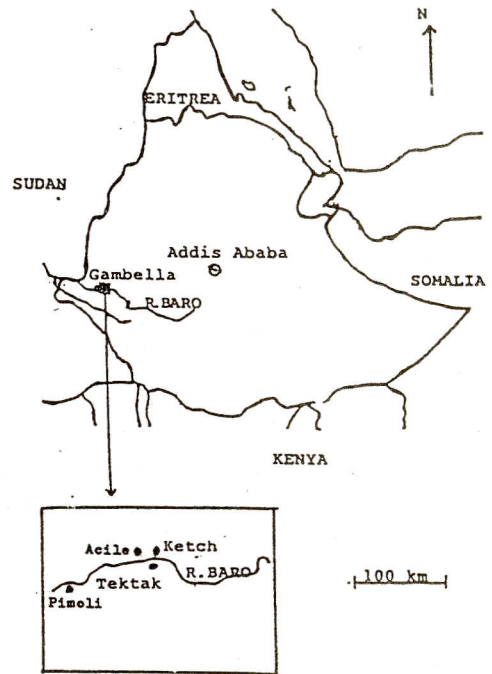 N
ERITREA
SUDAN
Addis Ababa
Gambella
SOMALIA
R.BARO
KENYA
Acile Ketch
R.BARO
Tektak
100 km
Pimoli